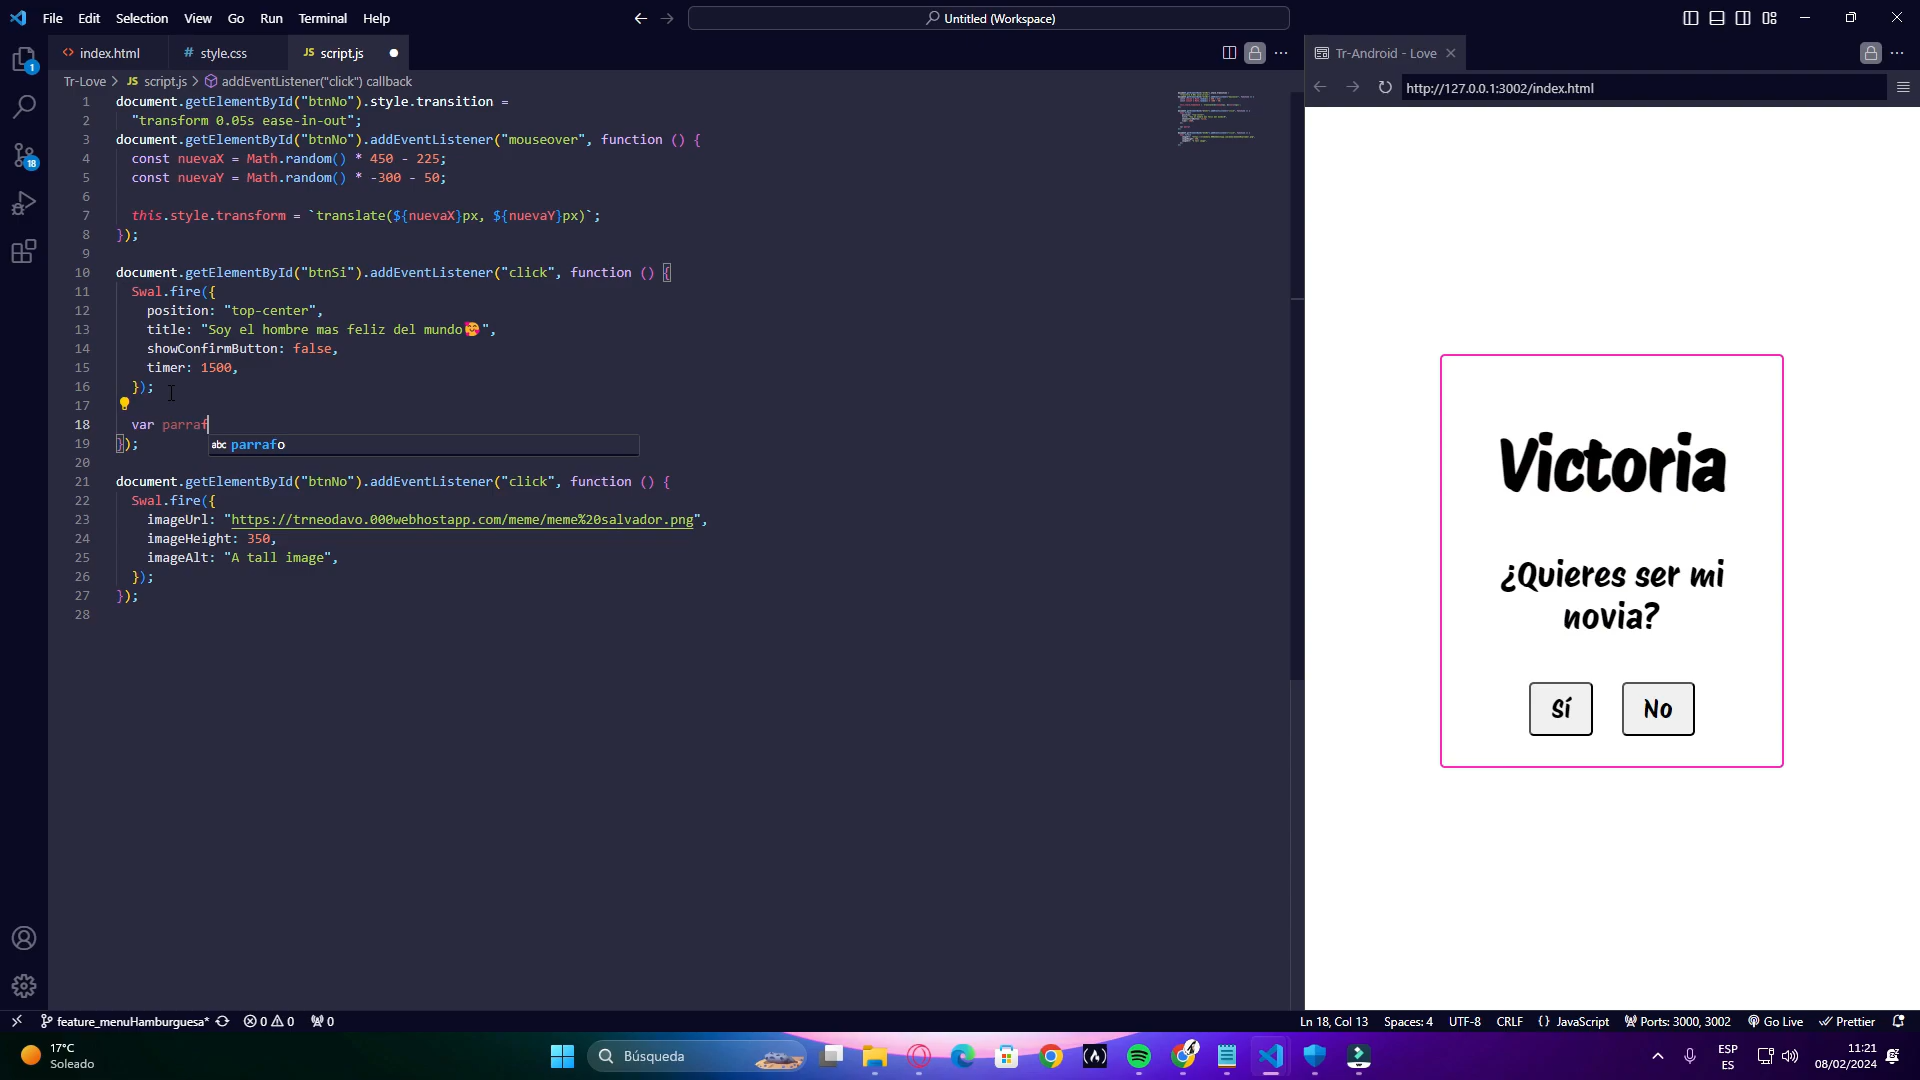 File Edit Selection View Go Run Terminal Help
Untitled (Workspace)
index.html
# style.css
JS script.js
Tr-Android - Love
Tr-Love > JS script.js > addEventListener("click") callback
http://127.0.0.1:3002/index.html
1 document.getElementById("btnNo").style.transition =
2 "transform 0.05s ease-in-out";
3 document.getElementById("btnNo").addEventListener("mouseover", function () {
4 const nuevaX = Math.random() * 450 - 225;
5 const nuevaY = Math.random() * -300 - 50;
6
7 this.style.transform = `translate(${nuevaX}px, ${nuevaY}px)`;
8 });
9
10 document.getElementById("btnSi").addEventListener("click", function () {
11 Swal.fire({
12 position: "top-center",
13 title: "Soy el hombre mas feliz del mundo🥰",
14 showConfirmButton: false,
15 timer: 1500,
16 });
17
18 var parraf
abc parrafo
19 });
20
21 document.getElementById("btnNo").addEventListener("click", function () {
22 Swal.fire({
23 imageUrl: "https://trneodavo.000webhostapp.com/meme/meme%20salvador.png",
24 imageHeight: 350,
25 imageAlt: "A tall image",
26 });
27 });
28
Victoria
¿Quieres ser mi
novia?
Sí No
1
18
feature_menuHamburguesa* 0 0 0
Ln 18, Col 13 Spaces: 4 UTF-8 CRLF {} JavaScript Ports: 3000, 3002 Go Live Prettier
17°C
Soleado
Búsqueda
ESP
ES
11:21
08/02/2024